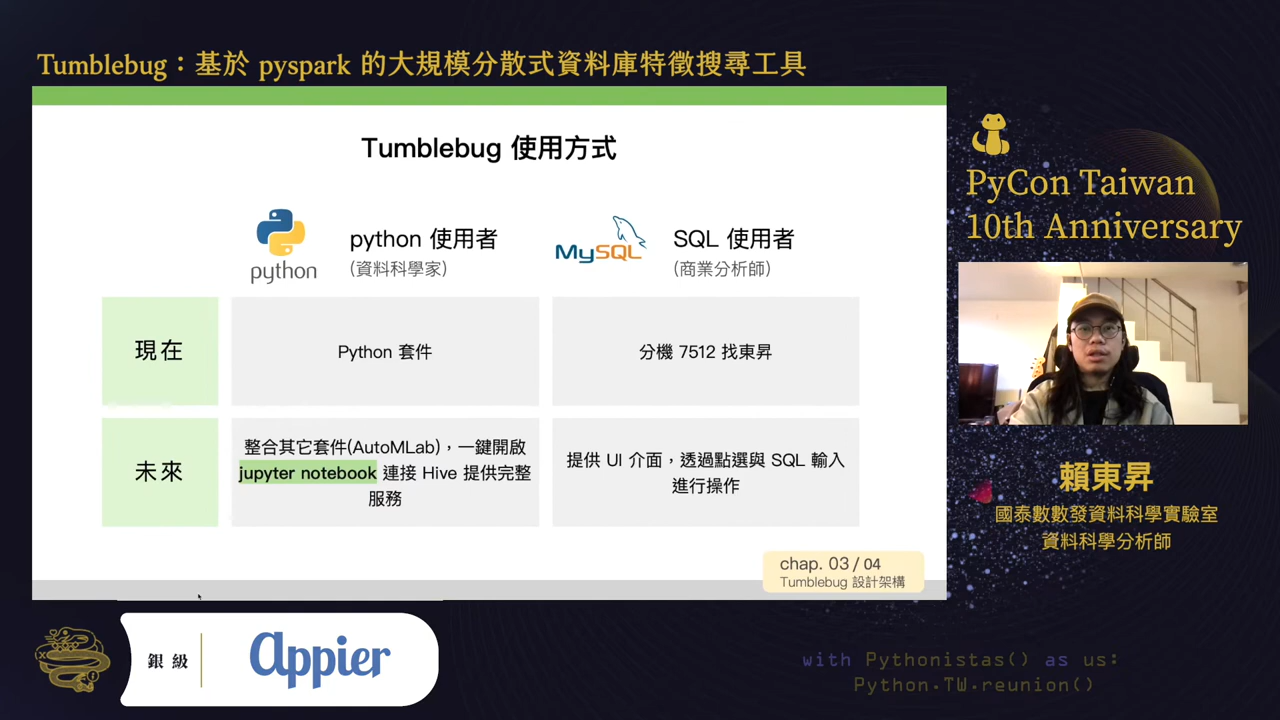 Tumblebug：基於 pyspark 的大規模分散式資料庫特徵搜尋工具
Tumblebug 使用方式
python
python 使用者
(資料科學家)
MySQL
SQL 使用者
(商業分析師)
現在
Python 套件
分機 7512 找東昇
未來
整合其它套件(AutoMLab)，一鍵開啟
jupyter notebook 連接 Hive 提供完整
服務
提供 UI 介面，透過點選與 SQL 輸入
進行操作
chap. 03 / 04
Tumblebug 設計架構
PyCon Taiwan
10th Anniversary
賴東昇
國泰數數發資料科學實驗室
資料科學分析師
銀級
appier
with Pythonistas() as us:
Python.TW.reunion()